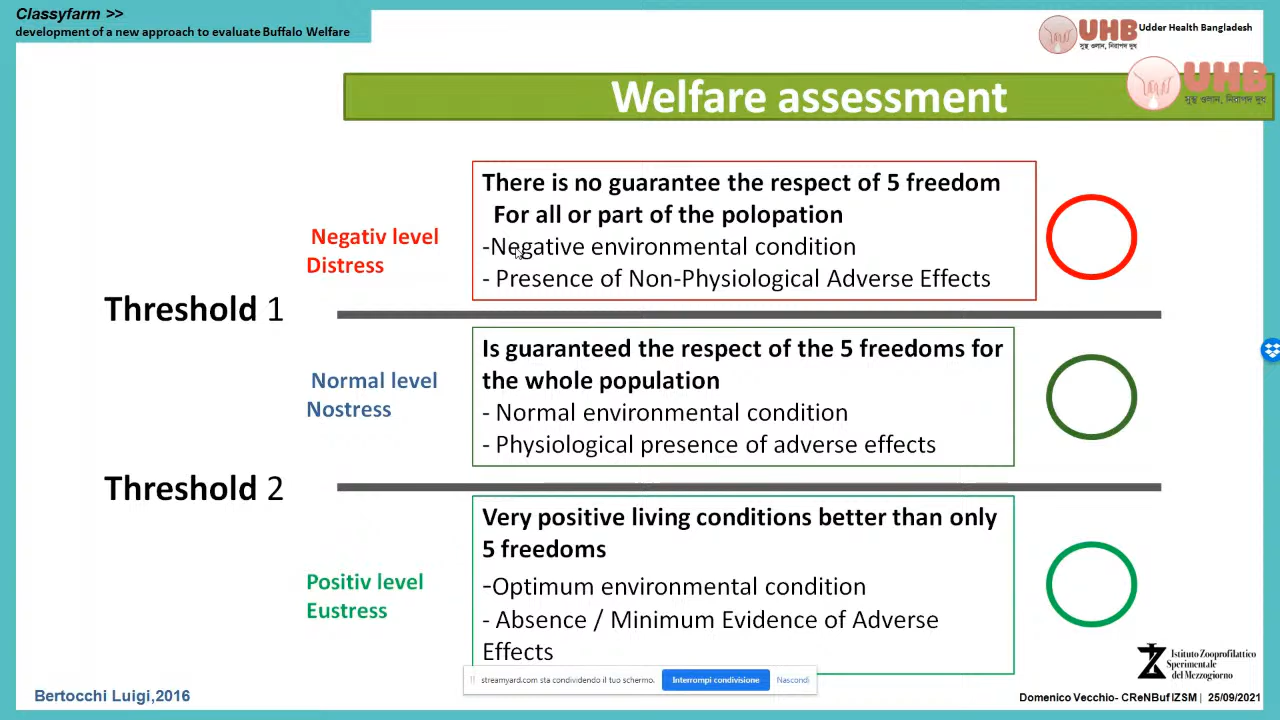 Classyfarm >>
development of a new approach to evaluate Buffalo Welfare
UHB
Udder Health Bangladesh
সুস্থ ওলান, নিরাপদ দুধ
UHB
সুস্থ ওলান, নিরাপদ দুধ
Welfare assessment
There is no guarantee the respect of 5 freedom
For all or part of the polopation
-Negative environmental condition
- Presence of Non-Physiological Adverse Effects
Negativ level
Distress
Threshold 1
Is guaranteed the respect of the 5 freedoms for
the whole population
- Normal environmental condition
- Physiological presence of adverse effects
Normal level
Nostress
Threshold 2
Very positive living conditions better than only
5 freedoms
-Optimum environmental condition
- Absence / Minimum Evidence of Adverse
Effects
Positiv level
Eustress
streamyard.com sta condividendo il tuo schermo.
Interrompi condivisione
Nascondi
Istituto Zooprofilattico
Sperimentale
del Mezzogiorno
Bertocchi Luigi,2016
Domenico Vecchio- CReNBuf IZSM | 25/09/2021